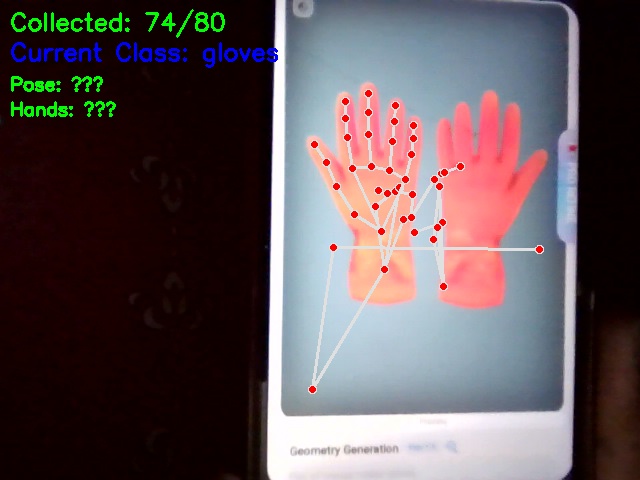 Collected: 74/80
Current Class: gloves
Pose: ???
Hands: ???
Geometry Generation